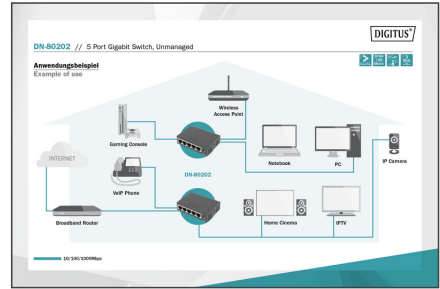 DIGITUS®
DN-80202 // 5 Port Gigabit Switch, Unmanaged
Anwendungsbeispiel
Example of use
Wireless
Access Point
Gaming Console
Notebook
PC
IP Camera
INTERNET
DN-80202
VoIP Phone
Broadband Router
Home Cinema
IPTV
10/100/1000Mbps